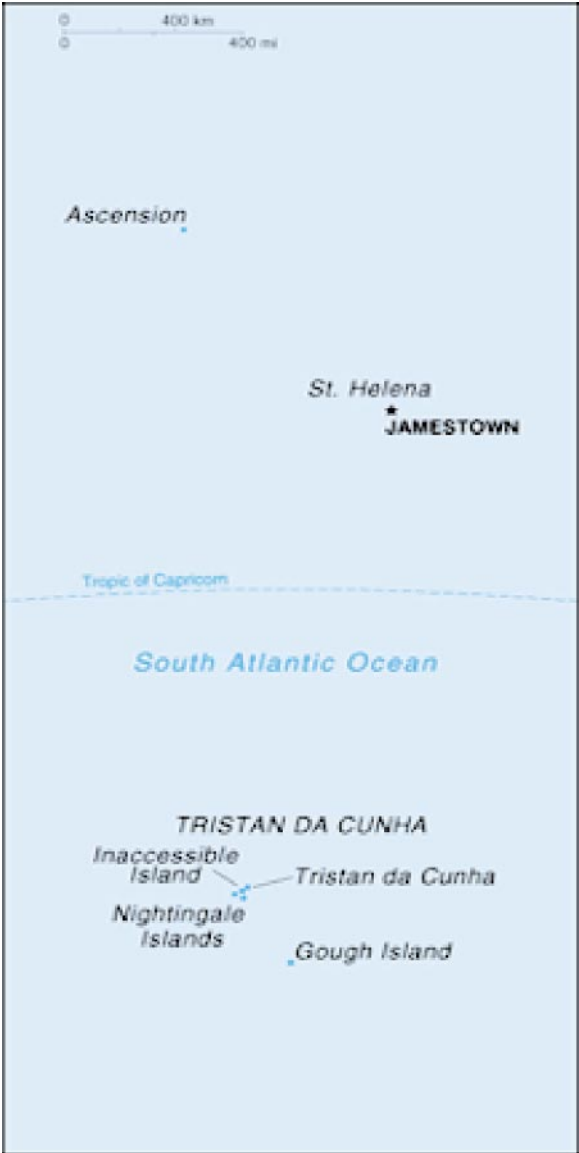 0 400 km
0 400 mi
Ascension
St. Helena
JAMESTOWN
Tropic of Capricorn
South Atlantic Ocean
TRISTAN DA CUNHA
Inaccessible
Island
Tristan da Cunha
Nightingale
Islands
Gough Island